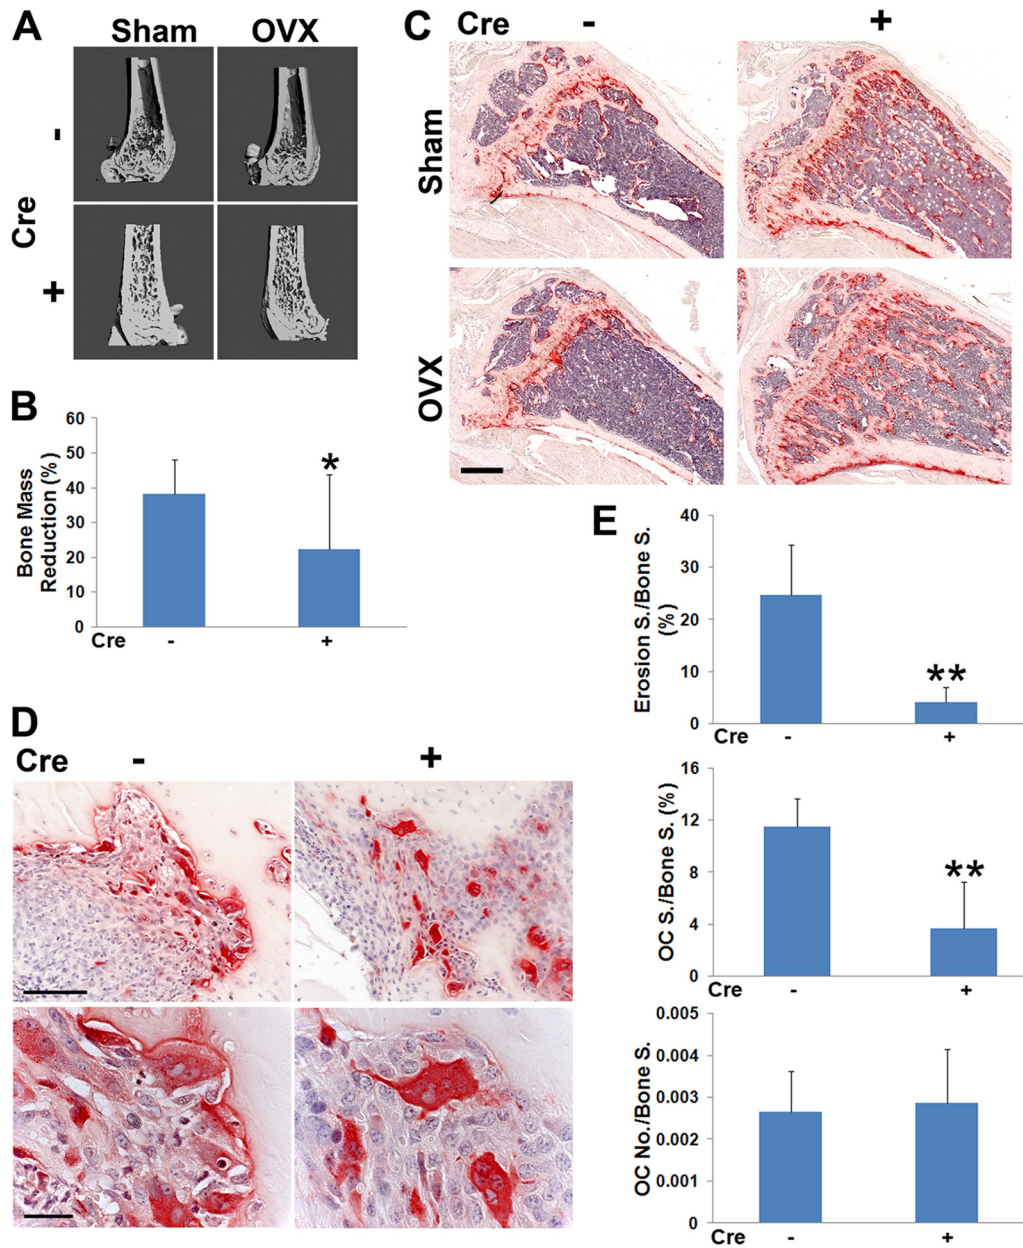 A
Sham OVX
Cre
-
+
B
Bone Mass
Reduction (%)
60
50
40
30
20
10
0
*
Cre - +
C
Cre - +
Sham
OVX
D
Cre - +
E
Erosion S./Bone S.
(%)
40
30
20
10
0
**
Cre - +
OC S./Bone S. (%)
16
12
8
4
0
**
Cre - +
OC No./Bone S.
0.005
0.004
0.003
0.002
0.001
0
Cre - +